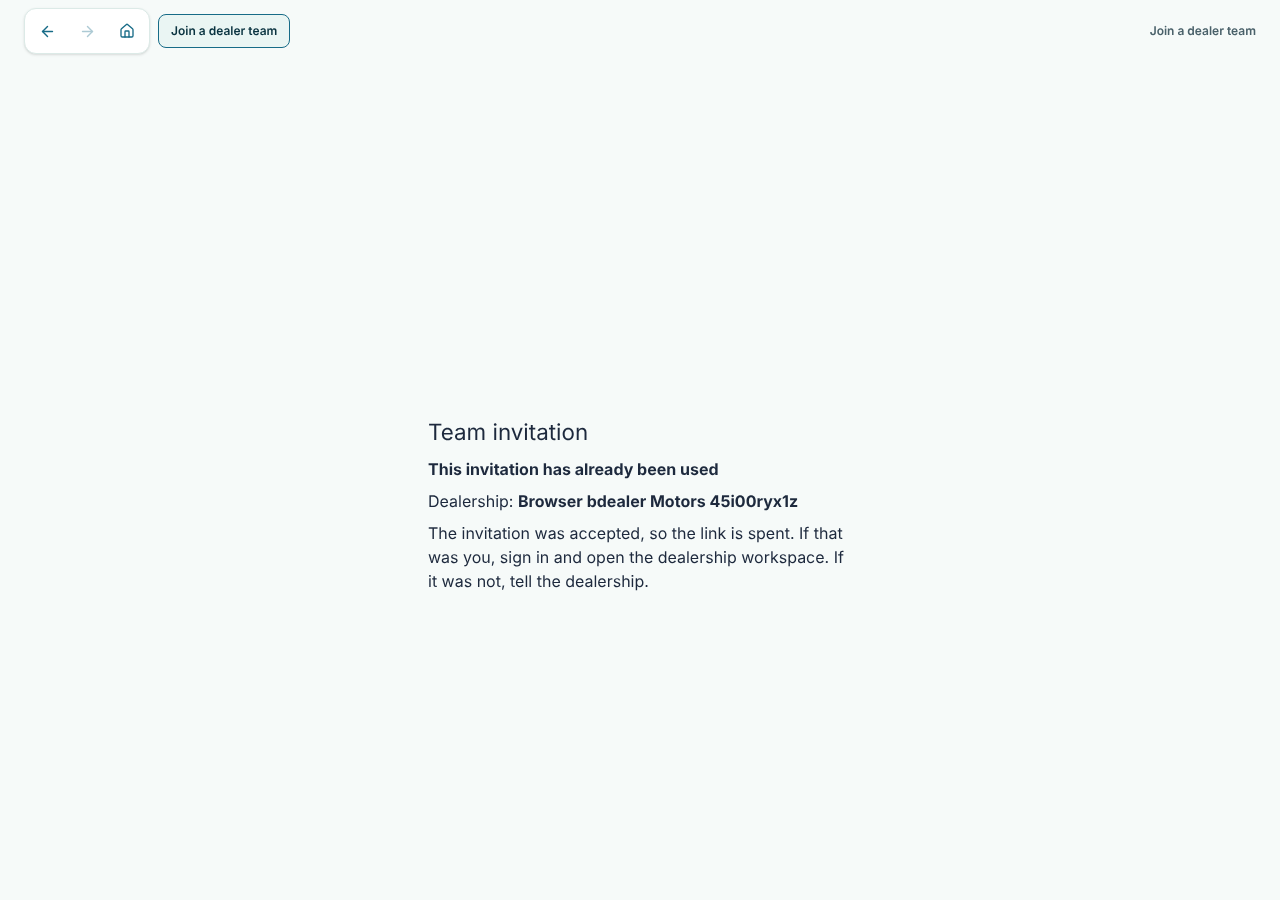 Join a dealer team
Join a dealer team
Team invitation
This invitation has already been used
Dealership: Browser bdealer Motors 45i00ryx1z
The invitation was accepted, so the link is spent. If that
was you, sign in and open the dealership workspace. If
it was not, tell the dealership.